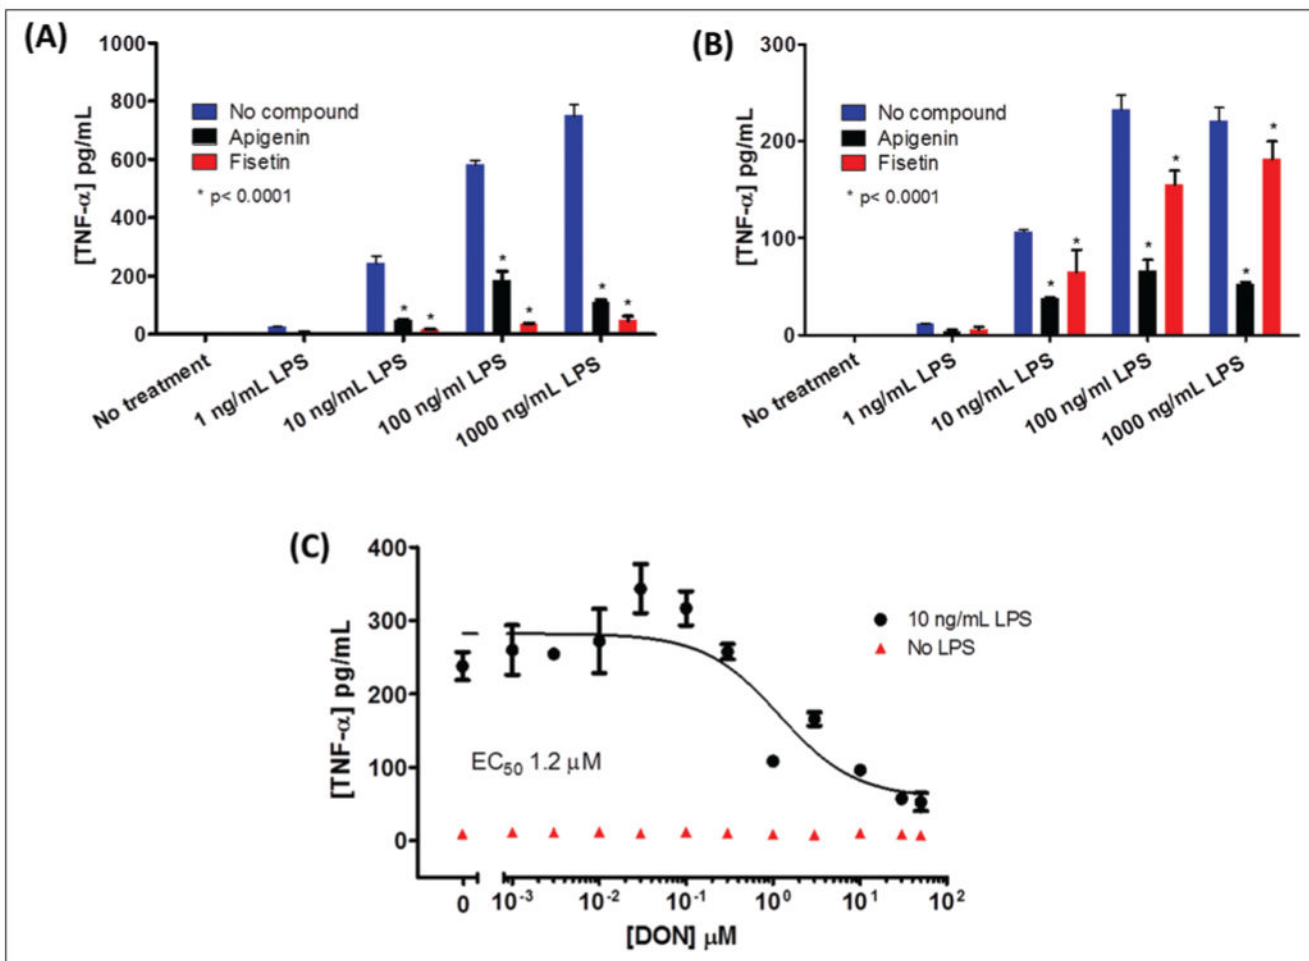 (A)
[TNF-α] pg/mL
1000
800
600
400
200
0
No compound
Apigenin
Fisetin
* p< 0.0001
*
*
*
*
*
*
No treatment
1 ng/mL LPS
10 ng/mL LPS
100 ng/ml LPS
1000 ng/mL LPS
(B)
[TNF-α] pg/mL
300
200
100
0
No compound
Apigenin
Fisetin
* p< 0.0001
*
*
*
*
*
*
No treatment
1 ng/mL LPS
10 ng/mL LPS
100 ng/ml LPS
1000 ng/mL LPS
(C)
[TNF-α] pg/mL
400
300
200
100
0
10 ng/mL LPS
No LPS
EC₅₀ 1.2 μM
0 10⁻³ 10⁻² 10⁻¹ 10⁰ 10¹ 10²
[DON] μM